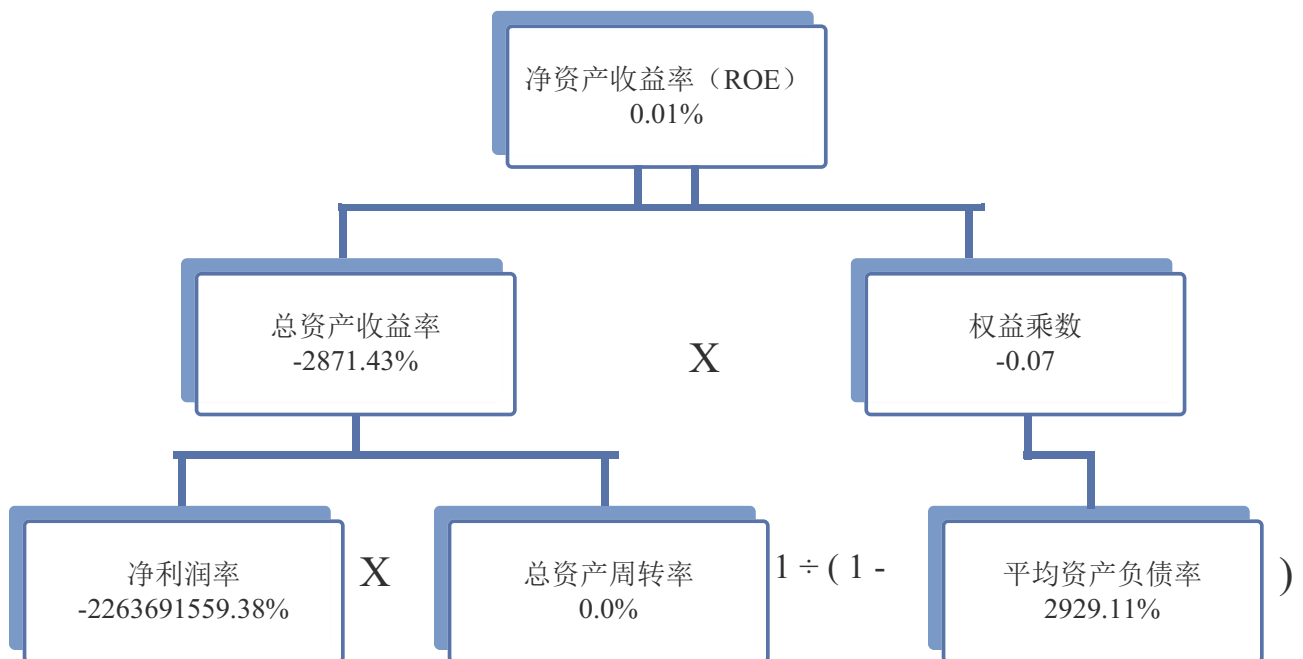 净资产收益率（ROE）
0.01%
总资产收益率
-2871.43%
X
权益乘数
-0.07
净利润率
-2263691559.38%
X
总资产周转率
0.0%
1 ÷ ( 1 -
平均资产负债率
2929.11%
)